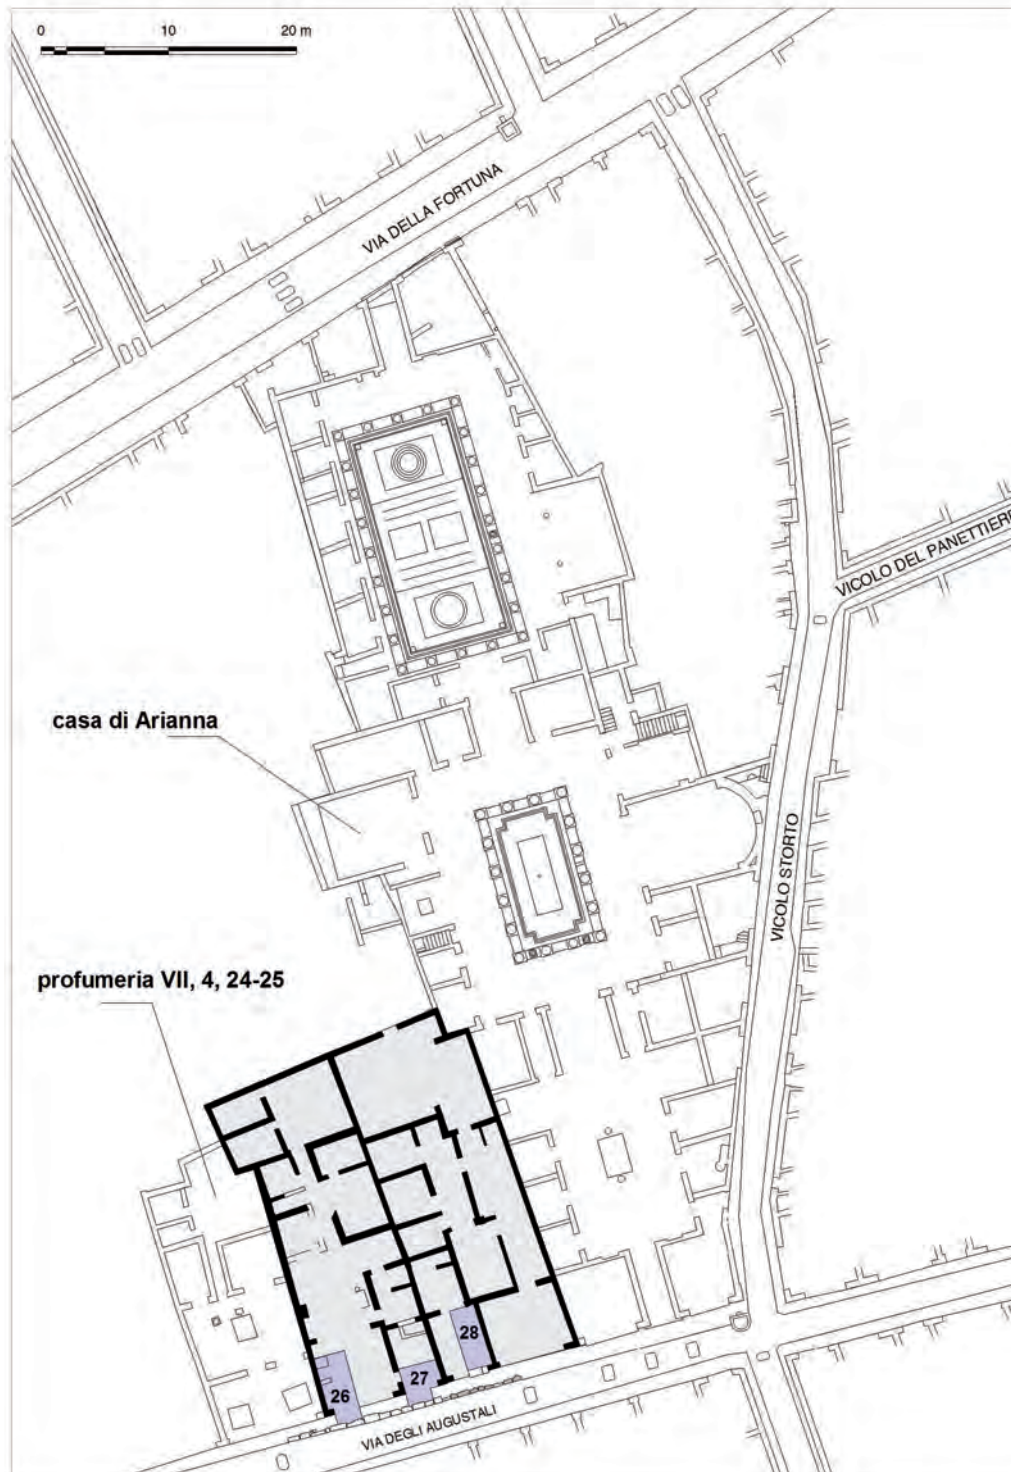 0 10 20 m
VIA DELLA FORTUNA
VICOLO DEL PANETTIERE
casa di Arianna
VICOLO STORTO
profumeria VII, 4, 24-25
28
27
26
VIA DEGLI AUGUSTALI